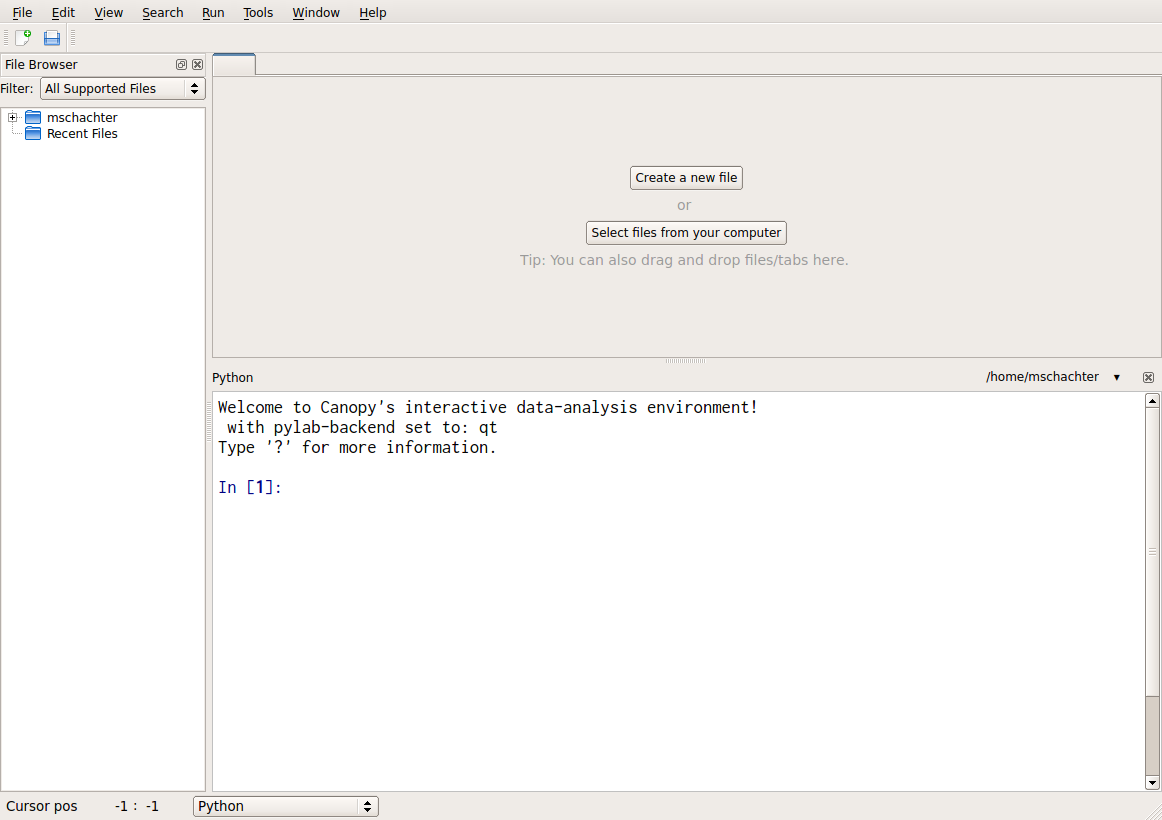 File Edit View Search Run Tools Window Help
File Browser
Filter: All Supported Files
mschachter
Recent Files
Create a new file
or
Select files from your computer
Tip: You can also drag and drop files/tabs here.
Python /home/mschachter
Welcome to Canopy's interactive data-analysis environment!
with pylab-backend set to: qt
Type '?' for more information.
In [1]:
Cursor pos -1 : -1 Python